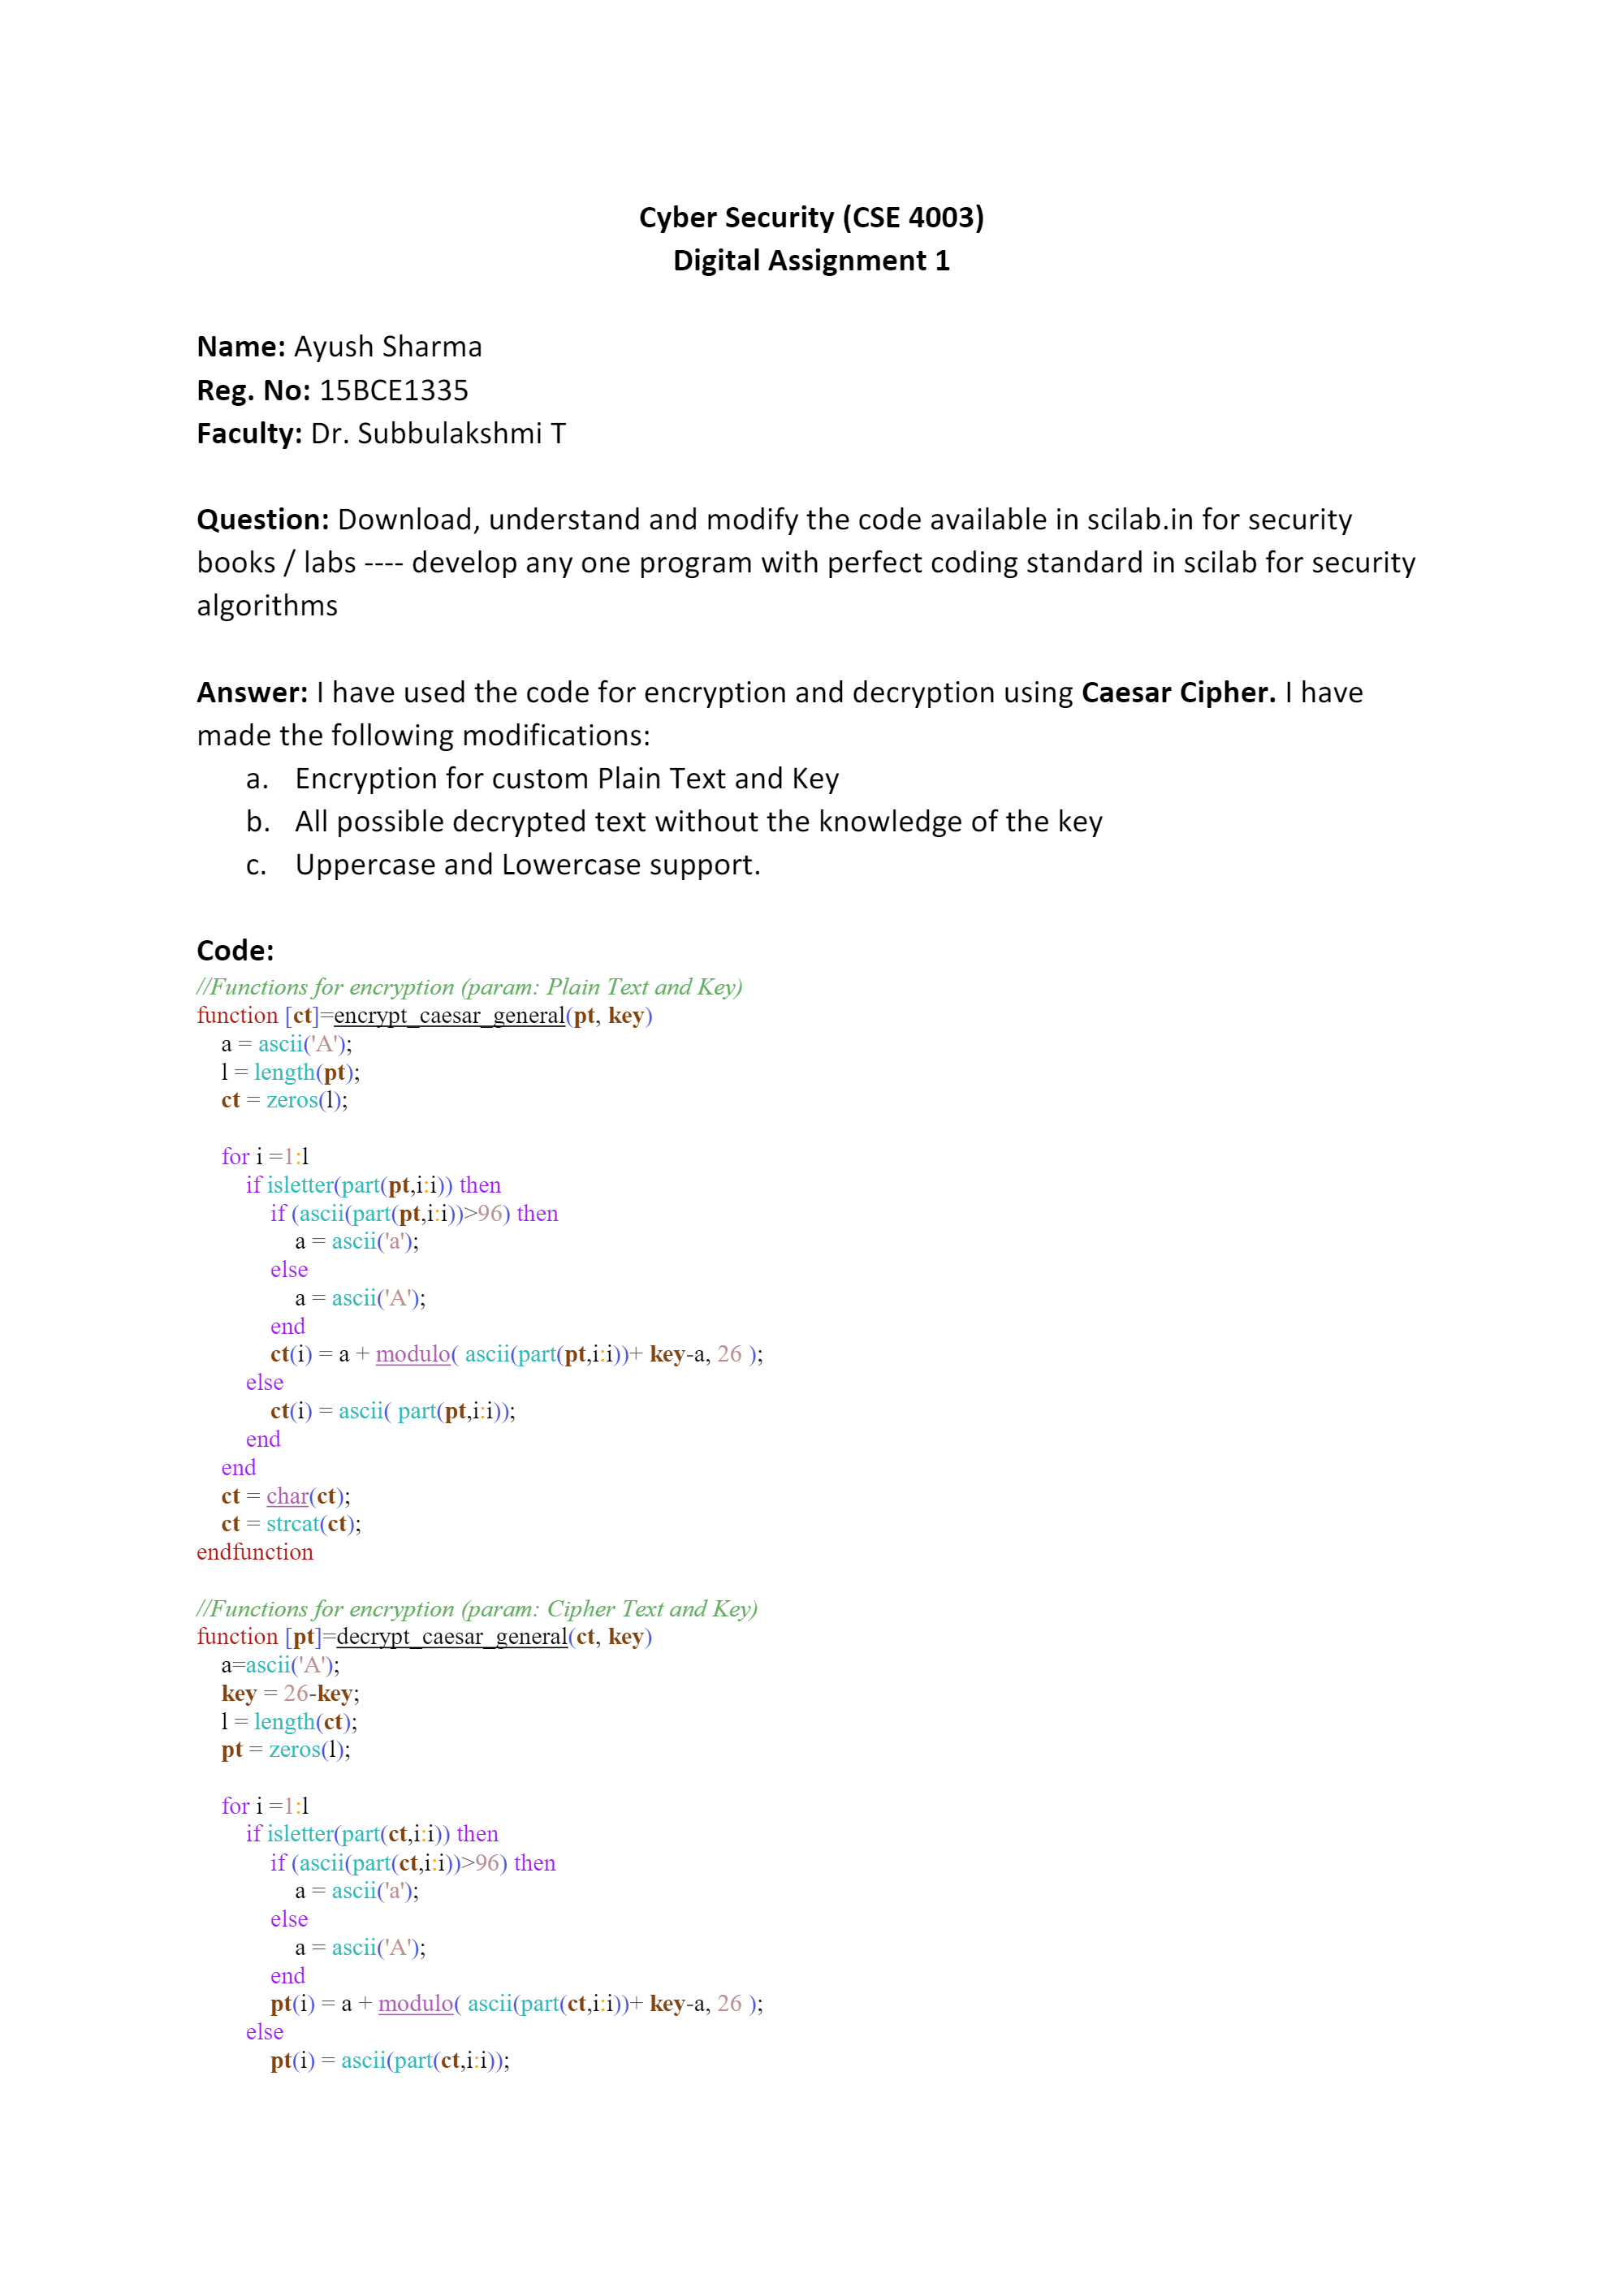 Cyber Security (CSE 4003)
Digital Assignment 1
Name: Ayush Sharma
Reg. No: 15BCE1335
Faculty: Dr. Subbulakshmi T
Question: Download, understand and modify the code available in scilab.in for security
books / labs ---- develop any one program with perfect coding standard in scilab for security
algorithms
Answer: I have used the code for encryption and decryption using Caesar Cipher. I have
made the following modifications:
a. Encryption for custom Plain Text and Key
b. All possible decrypted text without the knowledge of the key
c. Uppercase and Lowercase support.
Code:
//Functions for encryption (param: Plain Text and Key)
function [ct]=encrypt_caesar_general(pt, key)
a = ascii('A');
l = length(pt);
ct = zeros(l);
for i =1:l
if isletter(part(pt,i:i)) then
if (ascii(part(pt,i:i))>96) then
a = ascii('a');
else
a = ascii('A');
end
ct(i) = a + modulo( ascii(part(pt,i:i))+ key-a, 26 );
else
ct(i) = ascii( part(pt,i:i));
end
end
ct = char(ct);
ct = strcat(ct);
endfunction
//Functions for encryption (param: Cipher Text and Key)
function [pt]=decrypt_caesar_general(ct, key)
a=ascii('A');
key = 26-key;
l = length(ct);
pt = zeros(l);
for i =1:l
if isletter(part(ct,i:i)) then
if (ascii(part(ct,i:i))>96) then
a = ascii('a');
else
a = ascii('A');
end
pt(i) = a + modulo( ascii(part(ct,i:i))+ key-a, 26 );
else
pt(i) = ascii(part(ct,i:i));